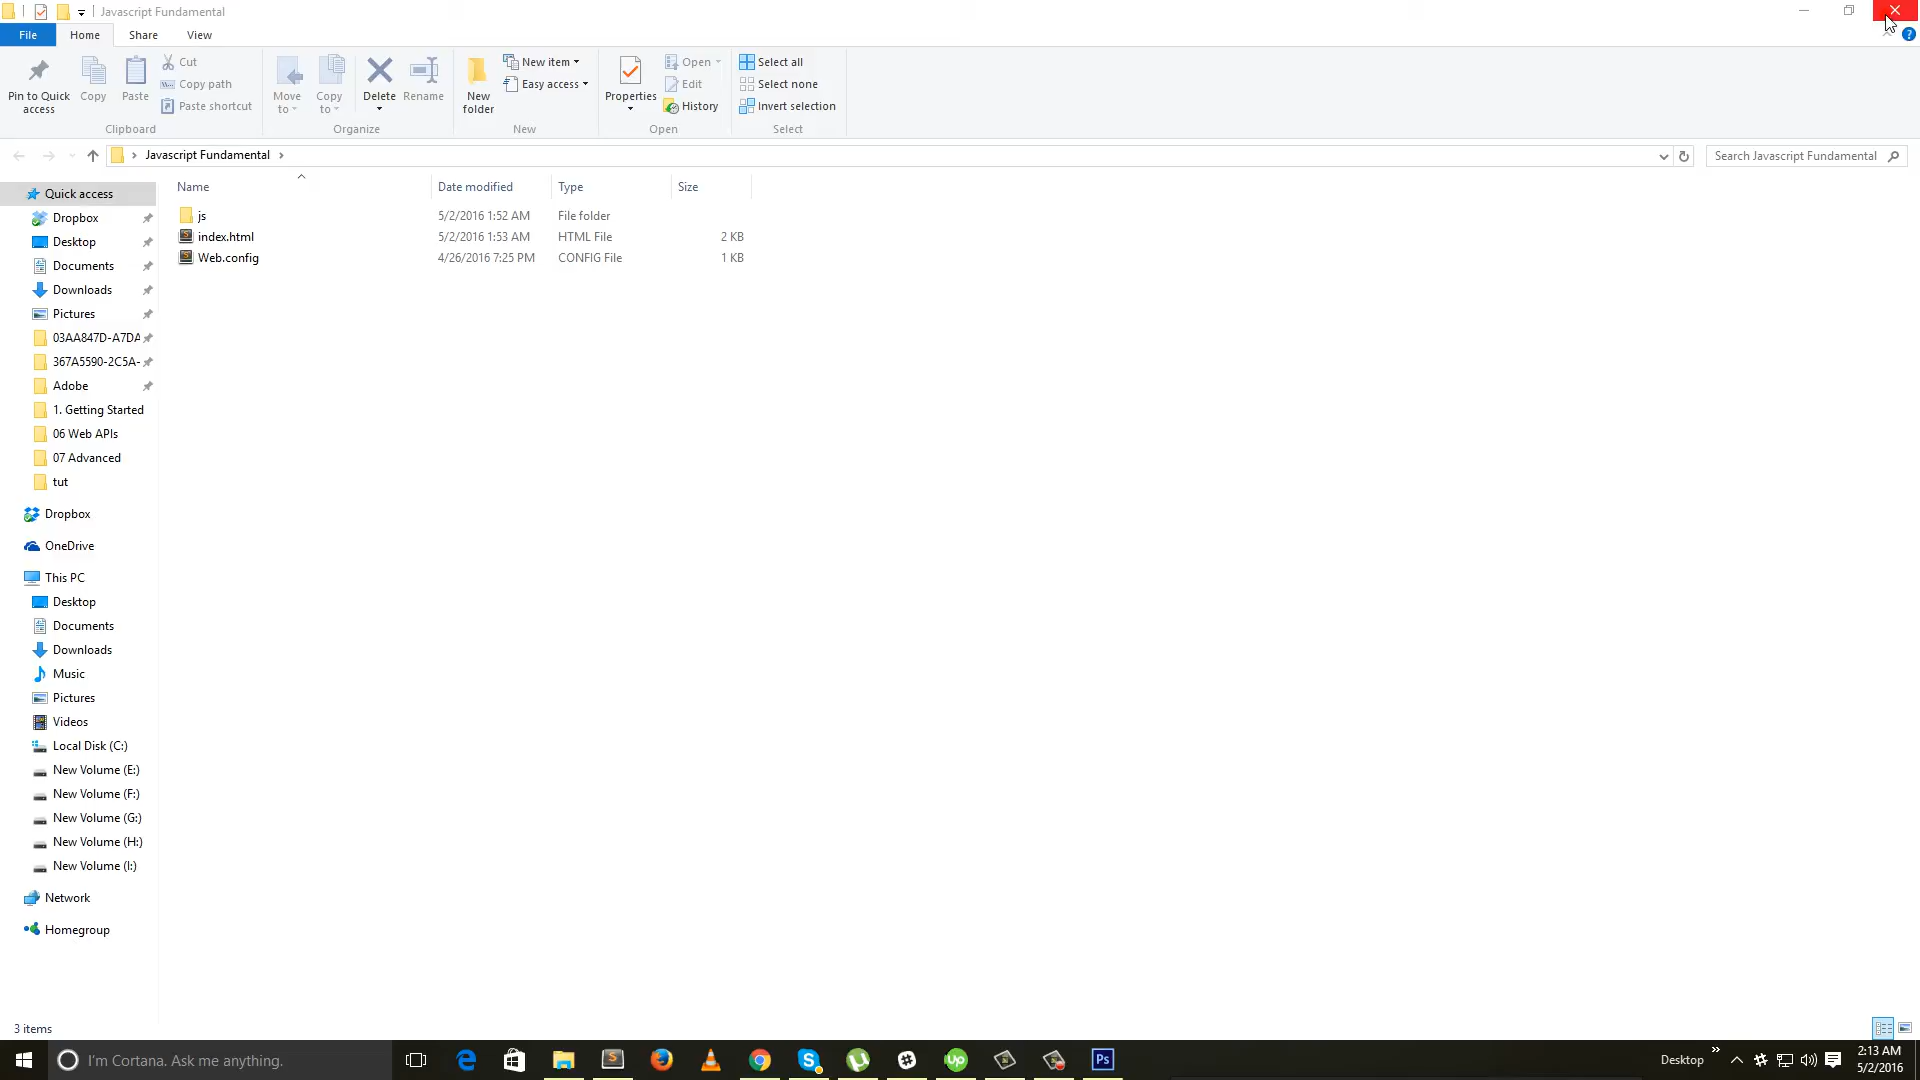 Javascript Fundamental
File Home Share View
Pin to Quick access
Copy
Paste
Cut
Copy path
Paste shortcut
Clipboard
Move to
Copy to
Delete
Rename
Organize
New folder
New item
Easy access
New
Properties
Open
Edit
History
Open
Select all
Select none
Invert selection
Select
Javascript Fundamental
Search Javascript Fundamental
Name Date modified Type Size
js 5/2/2016 1:52 AM File folder
index.html 5/2/2016 1:53 AM HTML File 2 KB
Web.config 4/26/2016 7:25 PM CONFIG File 1 KB
Quick access
Dropbox
Desktop
Documents
Downloads
Pictures
03AA847D-A7DA
367A5590-2C5A-
Adobe
1. Getting Started
06 Web APIs
07 Advanced
tut
Dropbox
OneDrive
This PC
Desktop
Documents
Downloads
Music
Pictures
Videos
Local Disk (C:)
New Volume (E:)
New Volume (F:)
New Volume (G:)
New Volume (H:)
New Volume (I:)
Network
Homegroup
3 items
I'm Cortana. Ask me anything.
Ps
Desktop
2:13 AM
5/2/2016